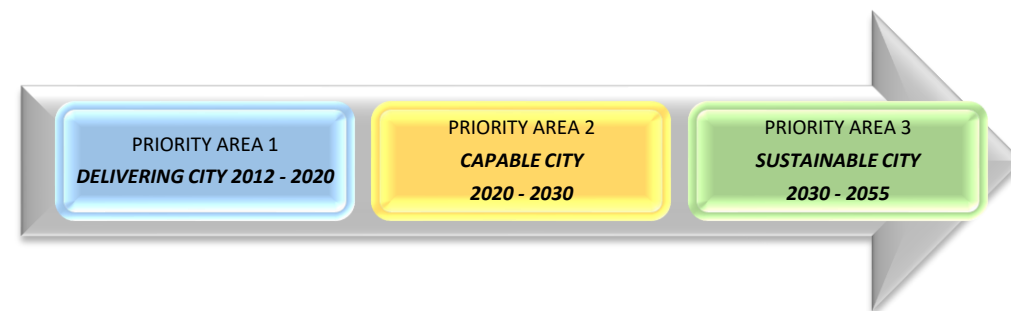 PRIORITY AREA 1
DELIVERING CITY 2012 - 2020
PRIORITY AREA 2
CAPABLE CITY
2020 - 2030
PRIORITY AREA 3
SUSTAINABLE CITY
2030 - 2055